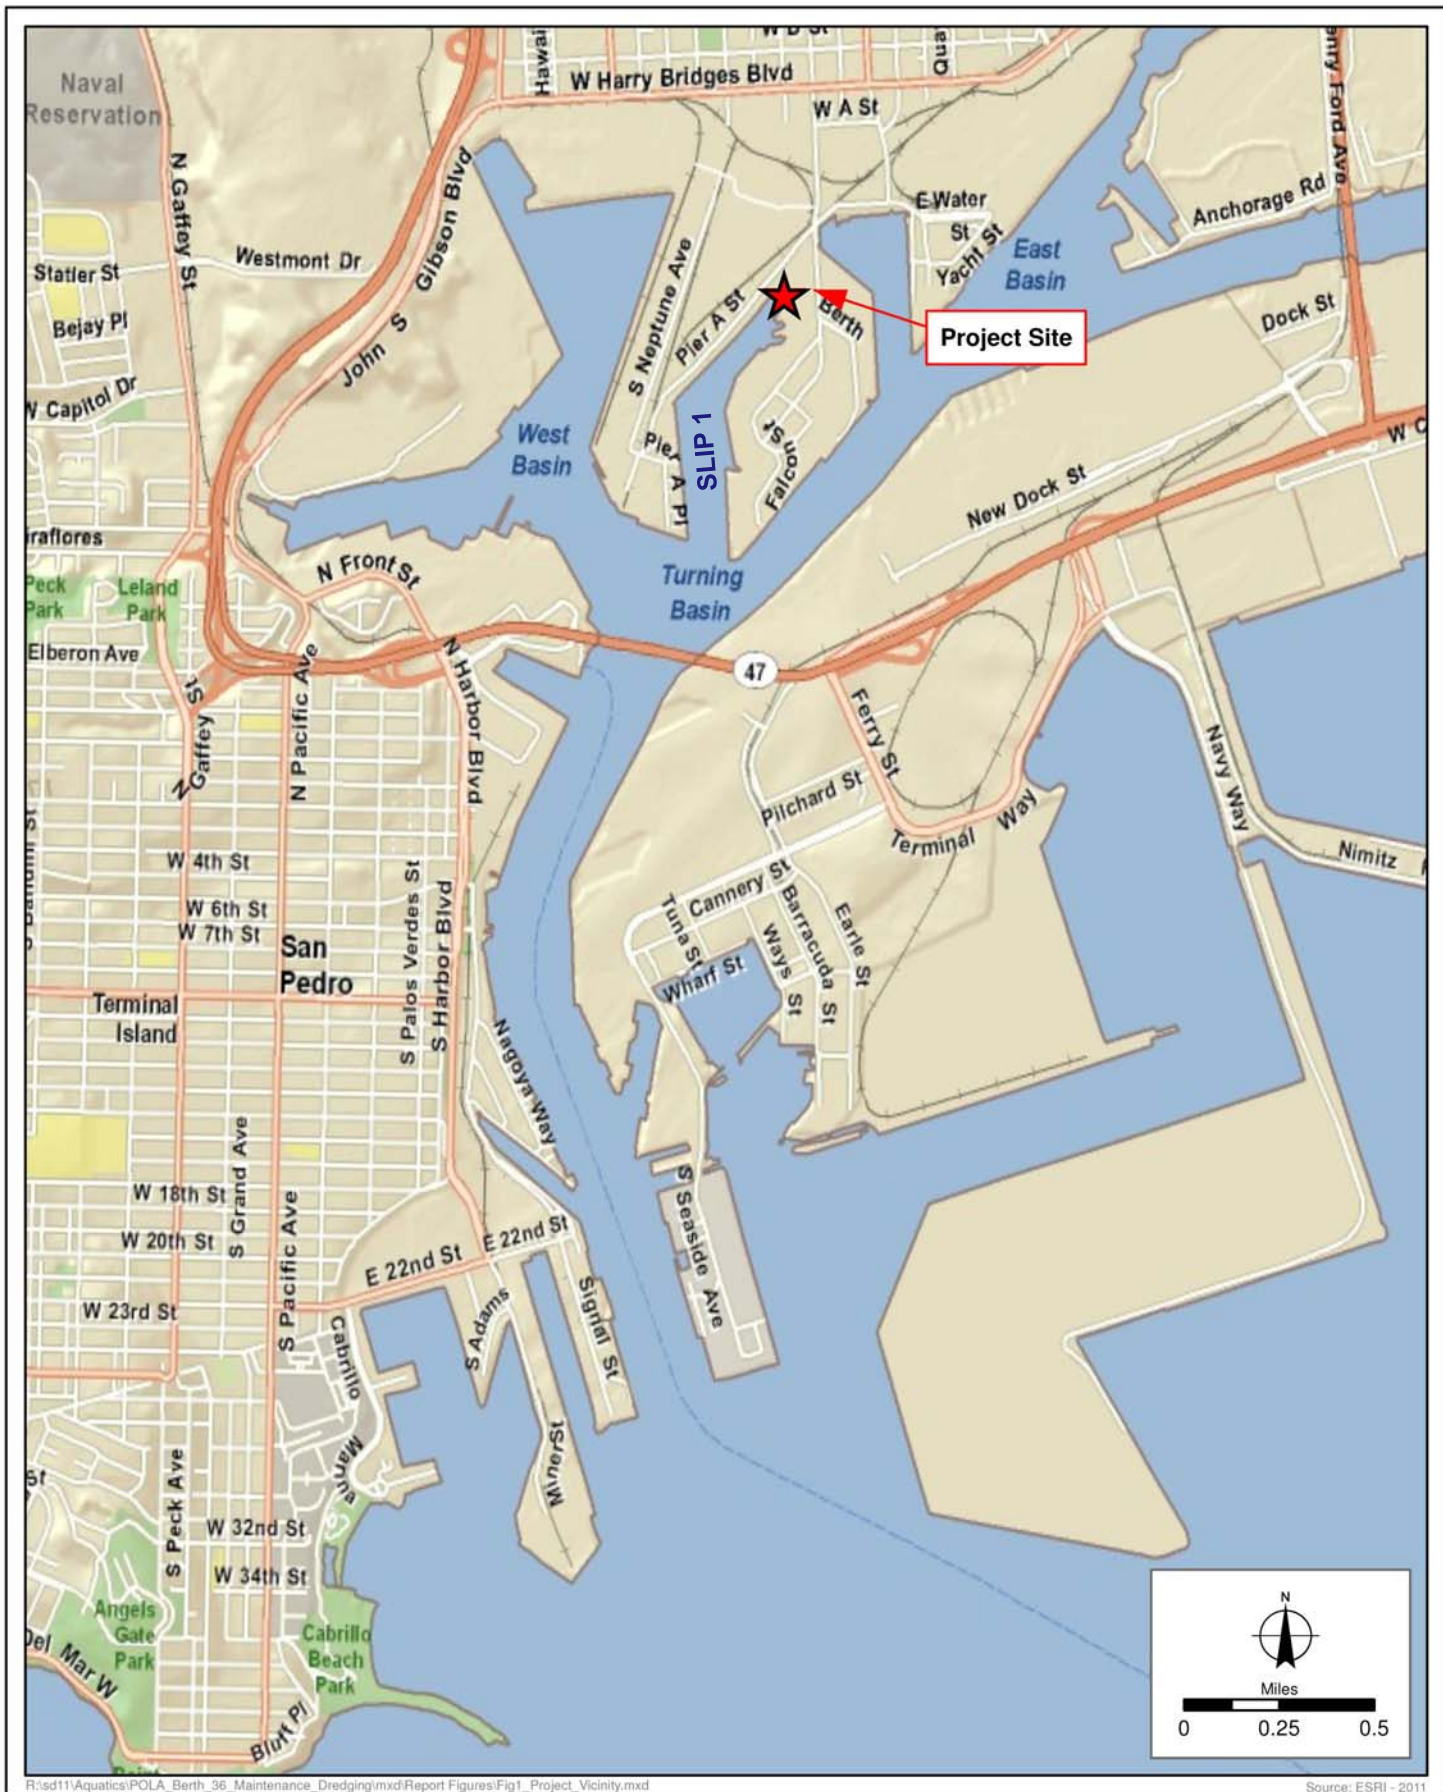 Naval
Reservation
Hawai
W B St
W Harry Bridges Blvd
W A St
N Gaffey St
John S Gibson Blvd
S Neptune Ave
Pier A St
E Water
St
Yacht St
East
Basin
Anchorage Rd
Statler St
Westmont Dr
Bejay Pl
Berth
Project Site
Dock St
W Capitol Dr
West
Basin
Pier A Pl
SLIP 1
Falcon St
New Dock St
N Front St
Turning
Basin
Peck
Park
Leland
Park
Elberon Ave
N Gaffey St
N Pacific Ave
N Harbor Blvd
47
Ferry St
Pilchard St
Terminal Way
Navy Way
Nimitz
W 4th St
W 6th St
W 7th St
San
Pedro
S Palos Verdes St
S Harbor Blvd
Cannery St
Tuna St
Barracuda St
Earle St
Ways St
Wharf St
Terminal
Island
Nagoya Way
W 18th St
S Grand Ave
W 20th St
S Pacific Ave
E 22nd St
E 22nd St
S Seaside Ave
W 23rd St
Cabrillo Marina
S Adams
Signal St
Miner St
S Peck Ave
W 32nd St
W 34th St
Angels
Gate
Park
Cabrillo
Beach
Park
Del Mar W
Bluff Pl
N
Miles
0 0.25 0.5
R:\sd11\Aquatics\POLA_Berth_36_Maintenance_Dredging\mxd\Report Figures\Fig1_Project_Vicinity.mxd
Source: ESRI - 2011